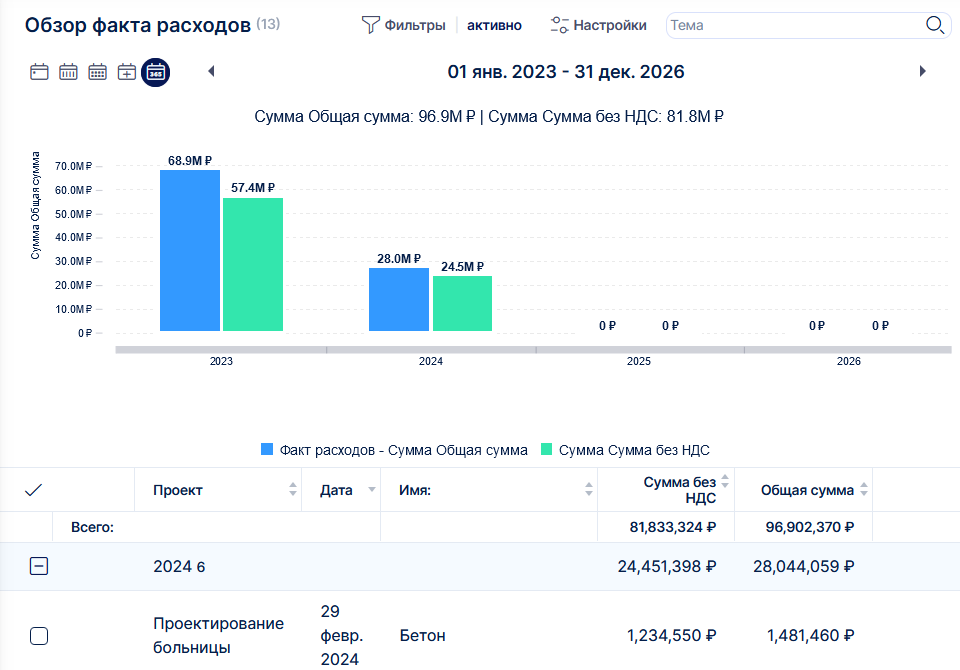 Обзор факта расходов (13)
Фильтры
активно
Настройки
Тема
365
01 янв. 2023 - 31 дек. 2026
Сумма Общая сумма: 96.9M ₽ | Сумма Сумма без НДС: 81.8M ₽
Сумма Общая сумма
70.0M ₽
60.0M ₽
50.0M ₽
40.0M ₽
30.0M ₽
20.0M ₽
10.0M ₽
0 ₽
68.9M ₽
57.4M ₽
28.0M ₽
24.5M ₽
0 ₽
0 ₽
0 ₽
0 ₽
2023
2024
2025
2026
Факт расходов - Сумма Общая сумма
Сумма Сумма без НДС
Проект
Дата
Имя:
Сумма без
НДС
Общая сумма
Всего:
81,833,324 ₽
96,902,370 ₽
2024 6
24,451,398 ₽
28,044,059 ₽
Проектирование
больницы
29
февр.
2024
Бетон
1,234,550 ₽
1,481,460 ₽